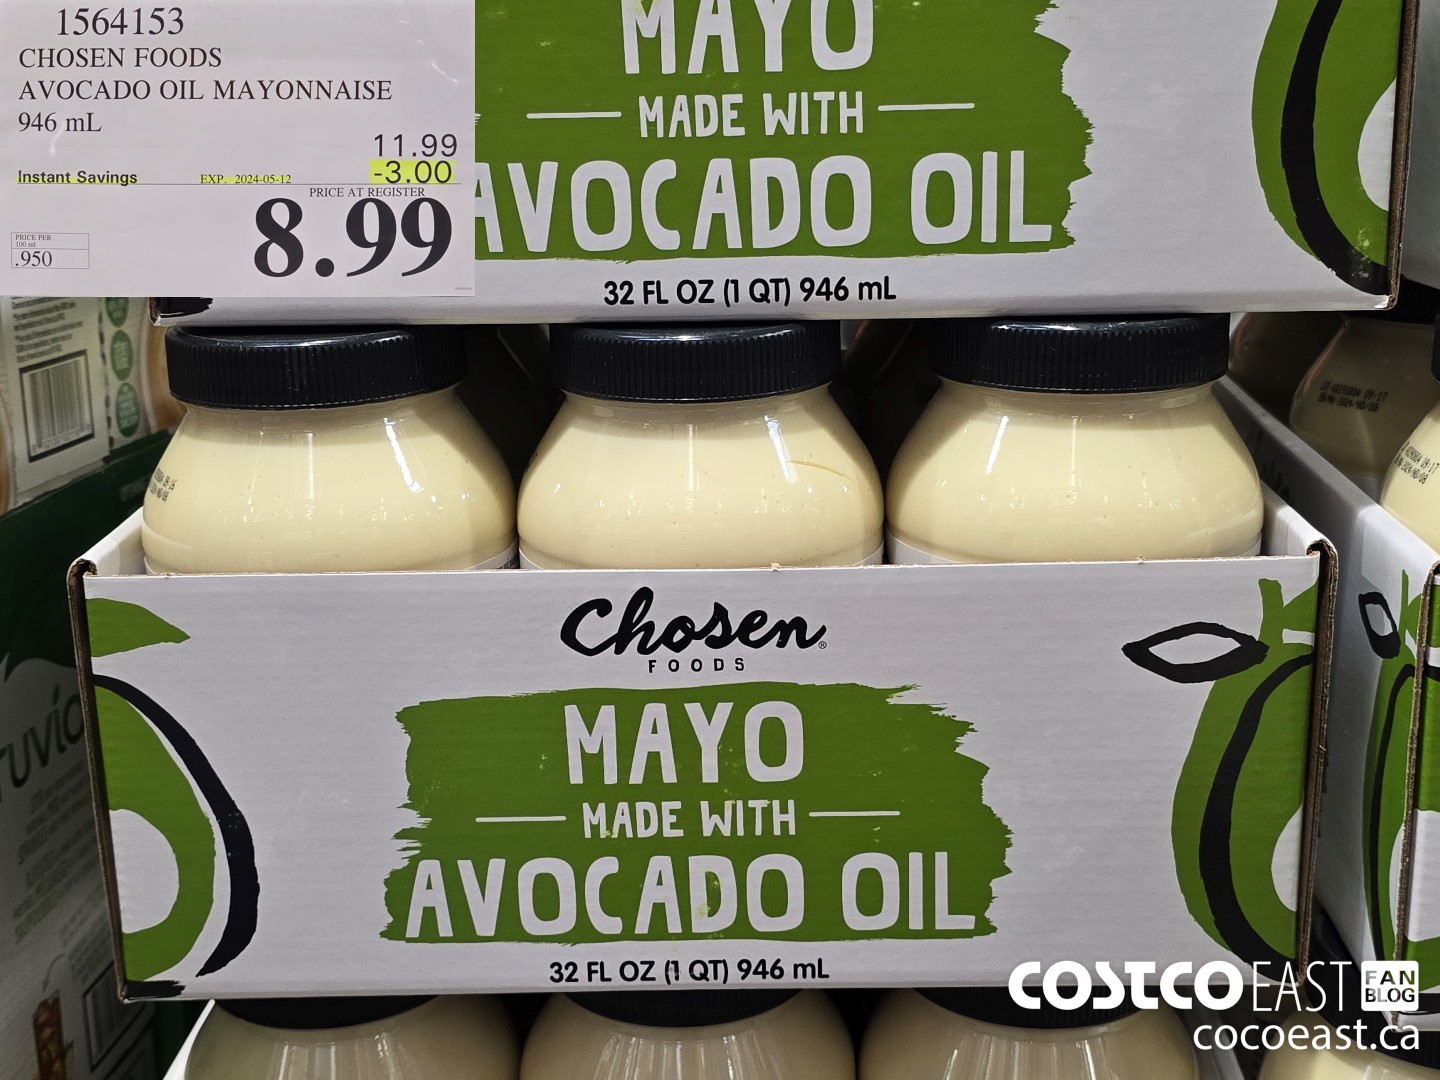 1564153
CHOSEN FOODS
AVOCADO OIL MAYONNAISE
946 mL
11.99
Instant Savings EXP. 2024-05-12 -3.00
PRICE AT REGISTER
8.99
PRICE PER
100 ml
.950
MAYO
MADE WITH
AVOCADO OIL
32 FL OZ (1 QT) 946 mL
Chosen®
FOODS
MAYO
MADE WITH
AVOCADO OIL
32 FL OZ (1 QT) 946 mL
COSTCO EAST FAN BLOG
cocoeast.ca